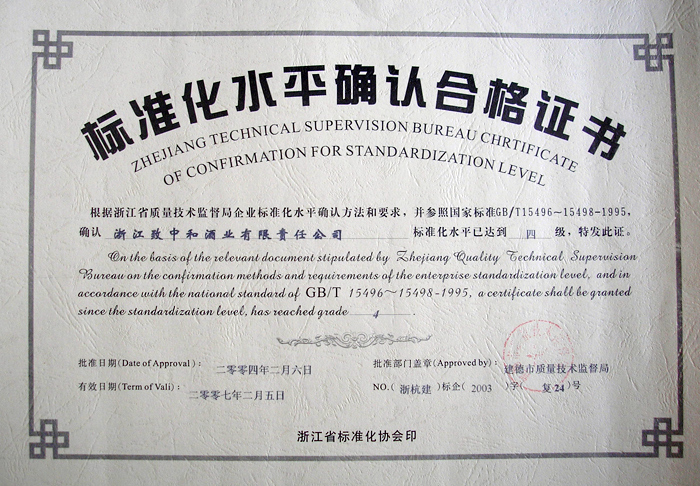 标准化水平确认合格证书
ZHEJIANG TECHNICAL SUPERVISION BUREAU CHRTIFICATE
OF CONFIRMATION FOR STANDARDIZATION LEVEL
根据浙江省质量技术监督局企业标准化水平确认方法和要求，并参照国家标准GB/T15496～15498-1995，
确认 浙江致中和酒业有限责任公司 标准化水平已达到 四 级，特发此证。
On the basis of the relevant document stipulated by Zhejiang Quality Technical Supervision
Bureau on the confirmation methods and requirements of the enterprise standardization level, and in
accordance with the national standard of GB/T 15496～15498-1995, a certificate shall be granted
since the standardization level, has reached grade 4 .
批准日期(Date of Approval)： 二〇〇四年二月六日 批准部门盖章(Approved by)： 建德市质量技术监督局
有效日期(Term of Vali)： 二〇〇七年二月五日 NO.( 浙杭建 )标企( 2003 )字( 复24 )号
浙江省标准化协会印